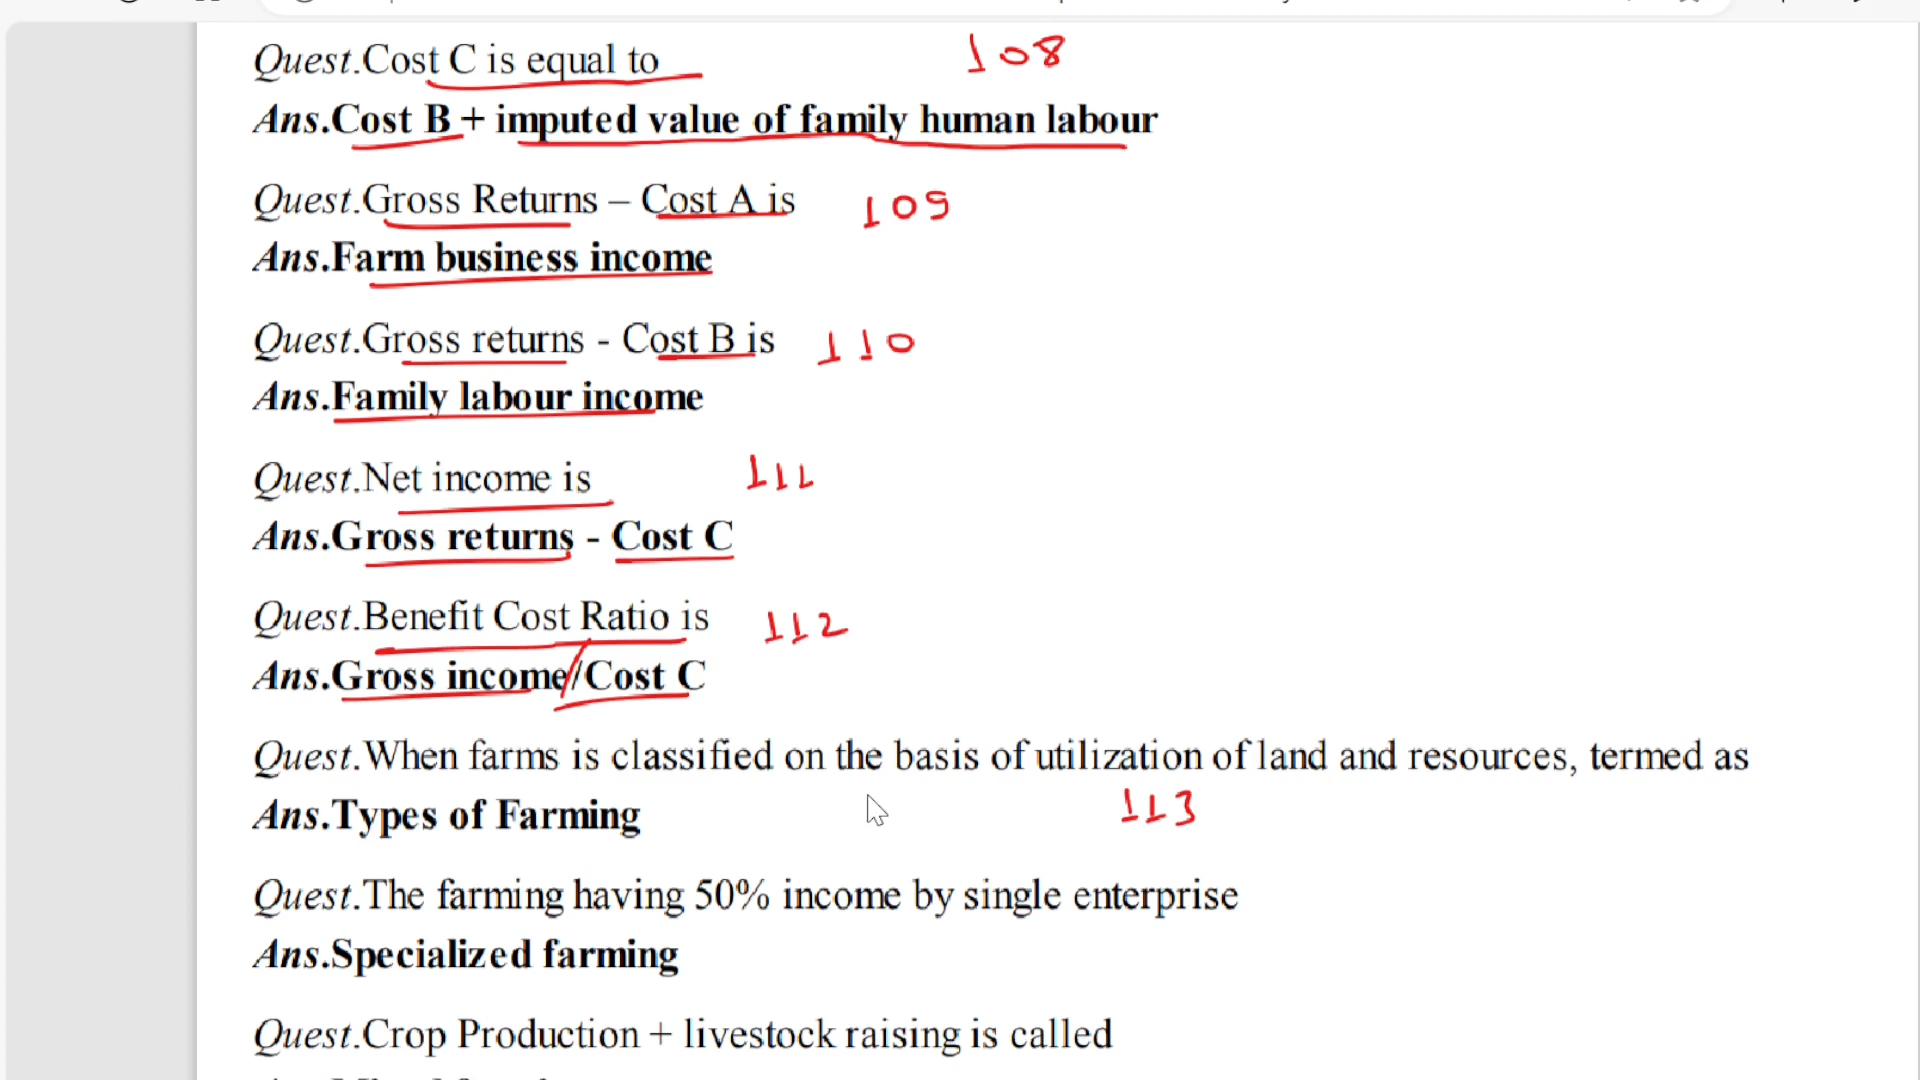 Quest.Cost C is equal to 108
Ans.Cost B + imputed value of family human labour
Quest.Gross Returns – Cost A is 109
Ans.Farm business income
Quest.Gross returns - Cost B is 110
Ans.Family labour income
Quest.Net income is 111
Ans.Gross returns - Cost C
Quest.Benefit Cost Ratio is 112
Ans.Gross income/Cost C
Quest.When farms is classified on the basis of utilization of land and resources, termed as
Ans.Types of Farming 113
Quest.The farming having 50% income by single enterprise
Ans.Specialized farming
Quest.Crop Production + livestock raising is called